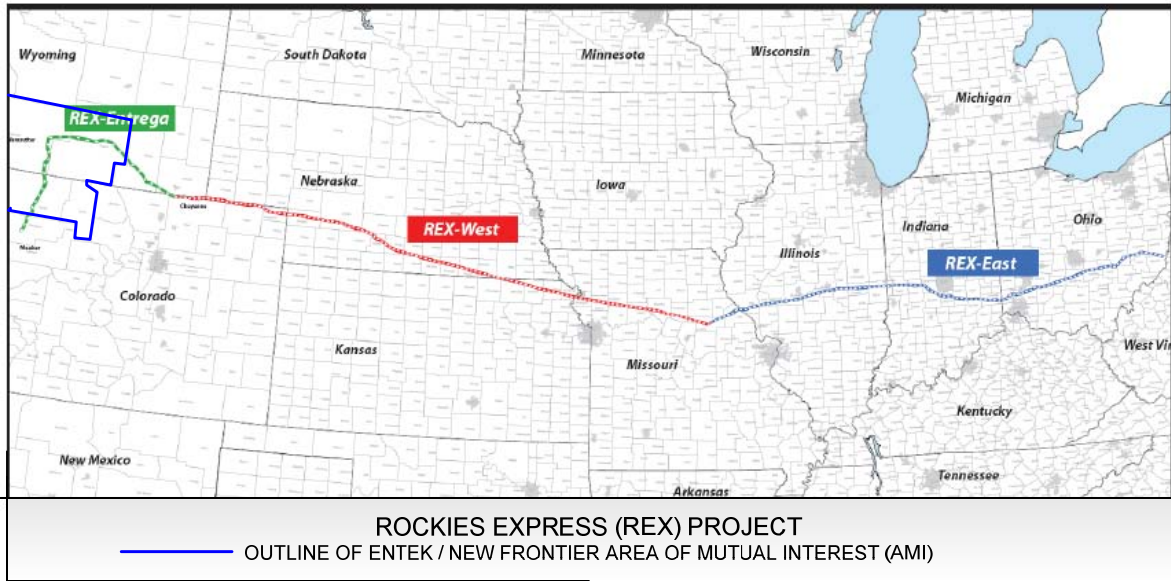 Wyoming
South Dakota
Minnesota
Wisconsin
Michigan
REX-Entrega
Nebraska
Iowa
Cheyenne
REX-West
Illinois
Indiana
Ohio
REX-East
Meeker
Colorado
Kansas
Missouri
West Vir
Kentucky
New Mexico
Tennessee
Arkansas
ROCKIES EXPRESS (REX) PROJECT
OUTLINE OF ENTEK / NEW FRONTIER AREA OF MUTUAL INTEREST (AMI)